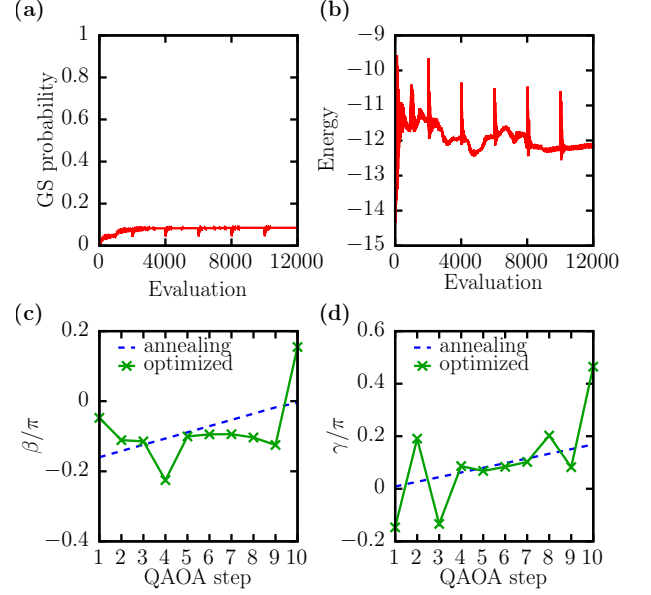 (a)
GS probability
1
0.8
0.6
0.4
0.2
0
0 4000 8000 12000
Evaluation
(b)
Energy
−9
−10
−11
−12
−13
−14
−15
0 4000 8000 12000
Evaluation
(c)
β/π
0.2
0
−0.2
−0.4
annealing
optimized
1 2 3 4 5 6 7 8 9 10
QAOA step
(d)
γ/π
0.6
0.4
0.2
0
−0.2
annealing
optimized
1 2 3 4 5 6 7 8 9 10
QAOA step